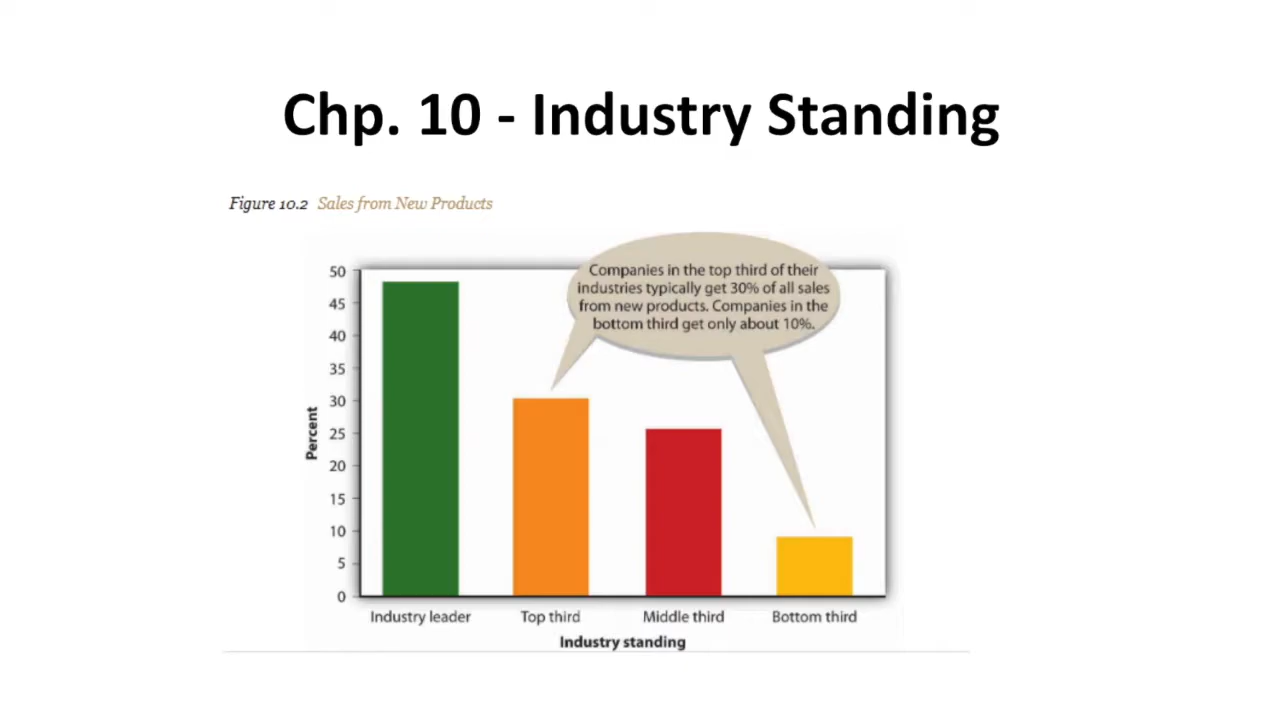 Chp. 10 - Industry Standing
Figure 10.2 Sales from New Products
Companies in the top third of their
industries typically get 30% of all sales
from new products. Companies in the
bottom third get only about 10%.
50
45
40
35
30
25
20
15
10
5
0
Percent
Industry leader Top third Middle third Bottom third
Industry standing